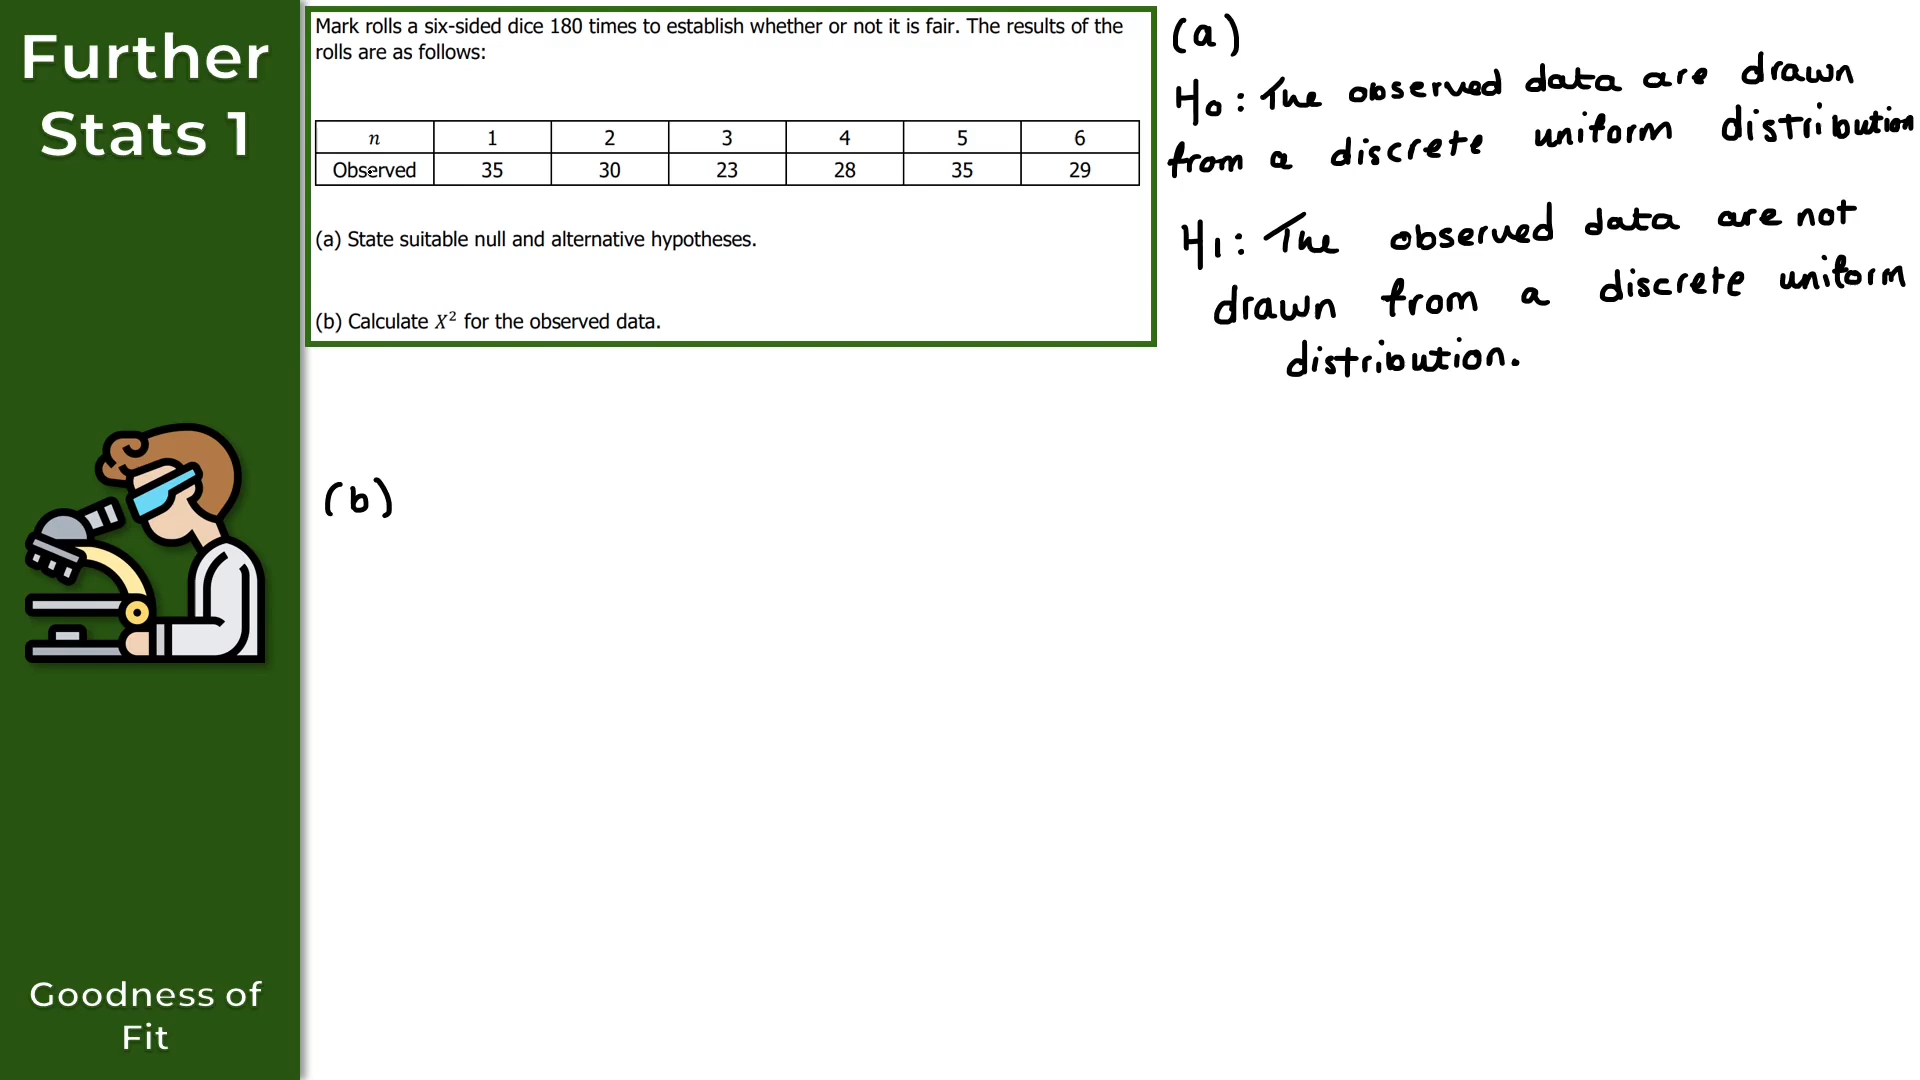 Further
Stats 1
Mark rolls a six-sided dice 180 times to establish whether or not it is fair. The results of the
rolls are as follows:
n 1 2 3 4 5 6
Observed 35 30 23 28 35 29
(a) State suitable null and alternative hypotheses.
(b) Calculate X² for the observed data.
(a)
H0: The observed data are drawn
from a discrete uniform distribution
H1: The observed data are not
drawn from a discrete uniform
distribution.
(b)
Goodness of
Fit